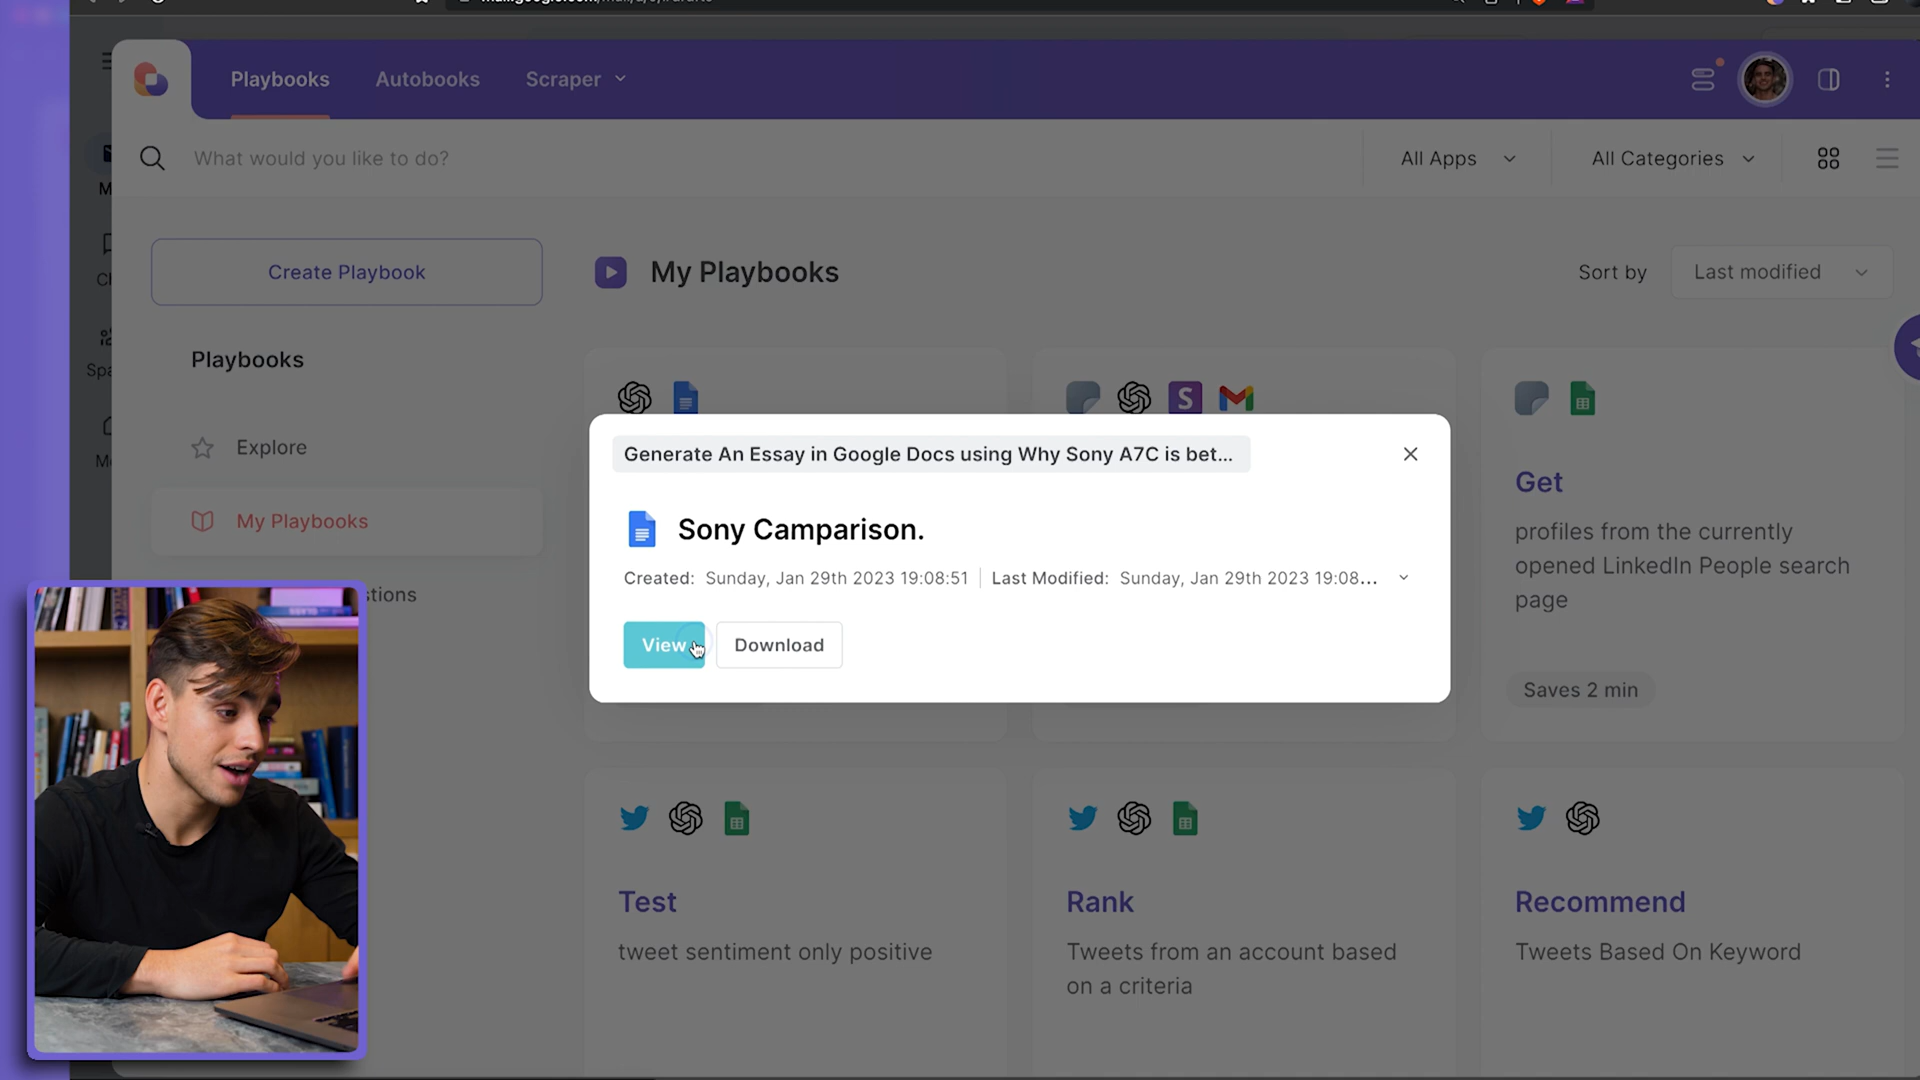 Playbooks
Autobooks
Scraper
What would you like to do?
All Apps
All Categories
Create Playbook
My Playbooks
Sort by
Last modified
Playbooks
Explore
My Playbooks
Generate An Essay in Google Docs using Why Sony A7C is bet...
Sony Camparison.
Created: Sunday, Jan 29th 2023 19:08:51
Last Modified: Sunday, Jan 29th 2023 19:08...
View
Download
Get
profiles from the currently
opened LinkedIn People search
page
Saves 2 min
S
Test
tweet sentiment only positive
Rank
Tweets from an account based
on a criteria
Recommend
Tweets Based On Keyword